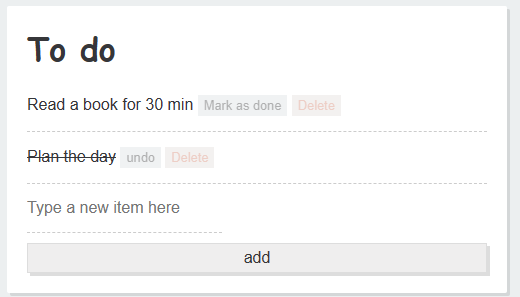 To do
Read a book for 30 min Mark as done Delete
Plan the day undo Delete
Type a new item here
add